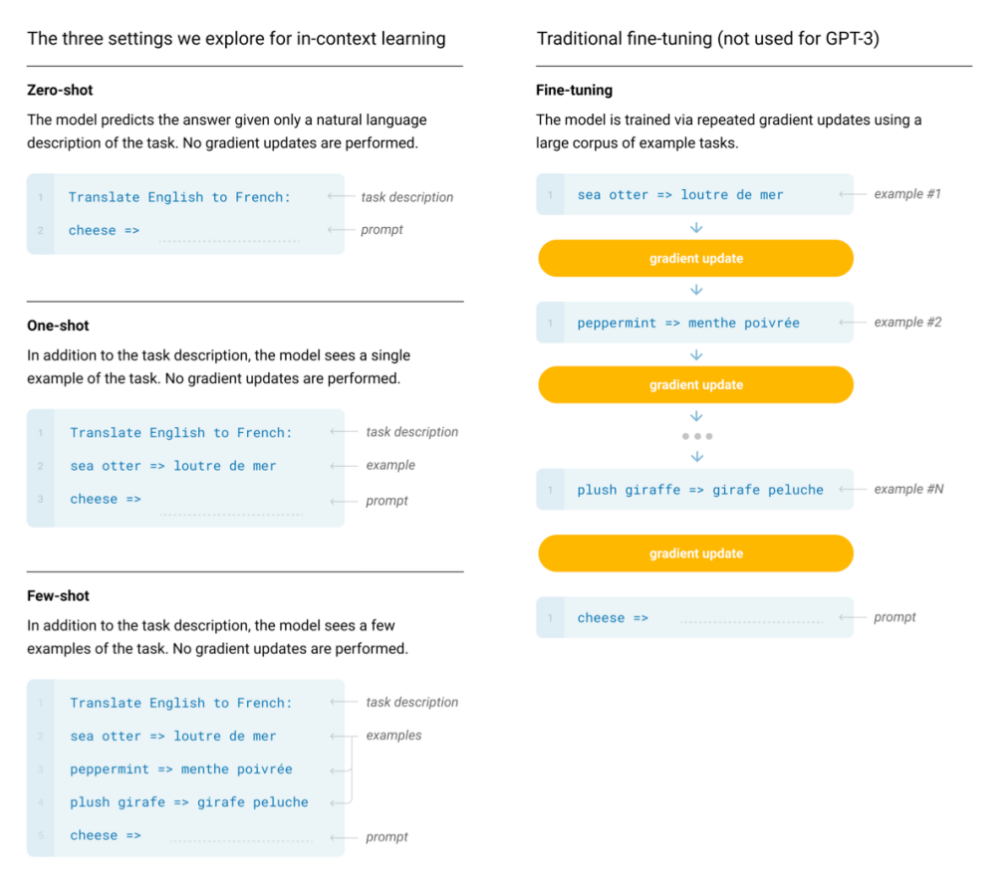 The three settings we explore for in-context learning
Zero-shot
The model predicts the answer given only a natural language
description of the task. No gradient updates are performed.
1 Translate English to French: task description
2 cheese => prompt
One-shot
In addition to the task description, the model sees a single
example of the task. No gradient updates are performed.
1 Translate English to French: task description
2 sea otter => loutre de mer example
3 cheese => prompt
Few-shot
In addition to the task description, the model sees a few
examples of the task. No gradient updates are performed.
1 Translate English to French: task description
2 sea otter => loutre de mer examples
3 peppermint => menthe poivrée
4 plush girafe => girafe peluche
5 cheese => prompt
Traditional fine-tuning (not used for GPT-3)
Fine-tuning
The model is trained via repeated gradient updates using a
large corpus of example tasks.
1 sea otter => loutre de mer example #1
gradient update
1 peppermint => menthe poivrée example #2
gradient update
1 plush giraffe => girafe peluche example #N
gradient update
1 cheese => prompt